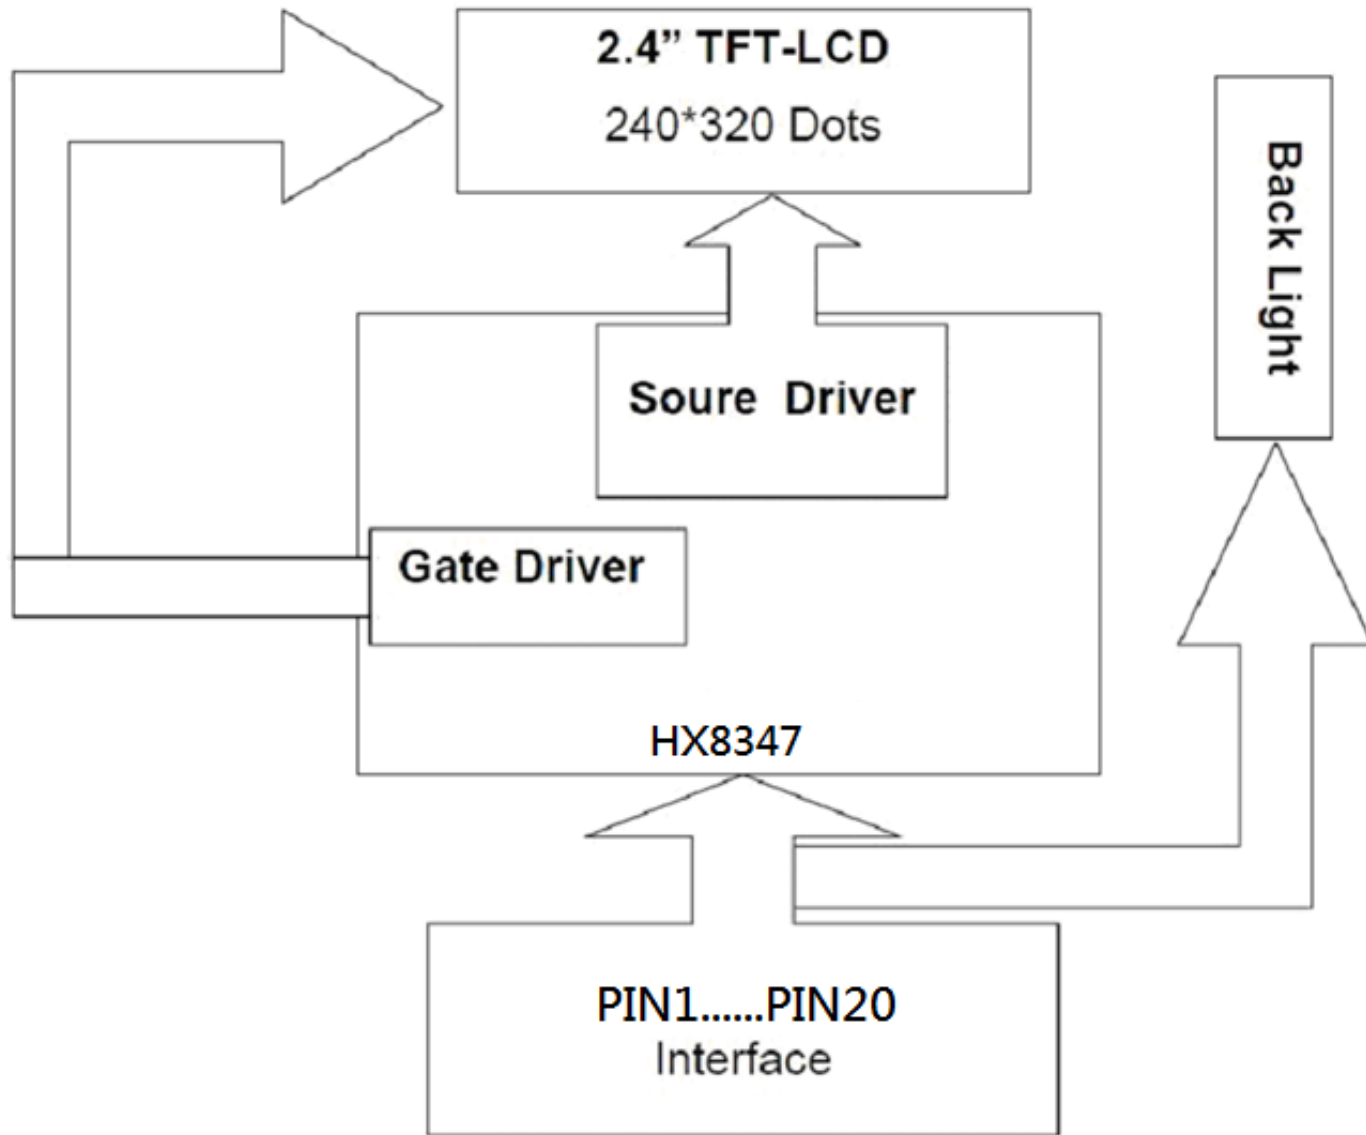 2.4” TFT-LCD
240*320 Dots
Back Light
Soure Driver
Gate Driver
HX8347
PIN1......PIN20
Interface